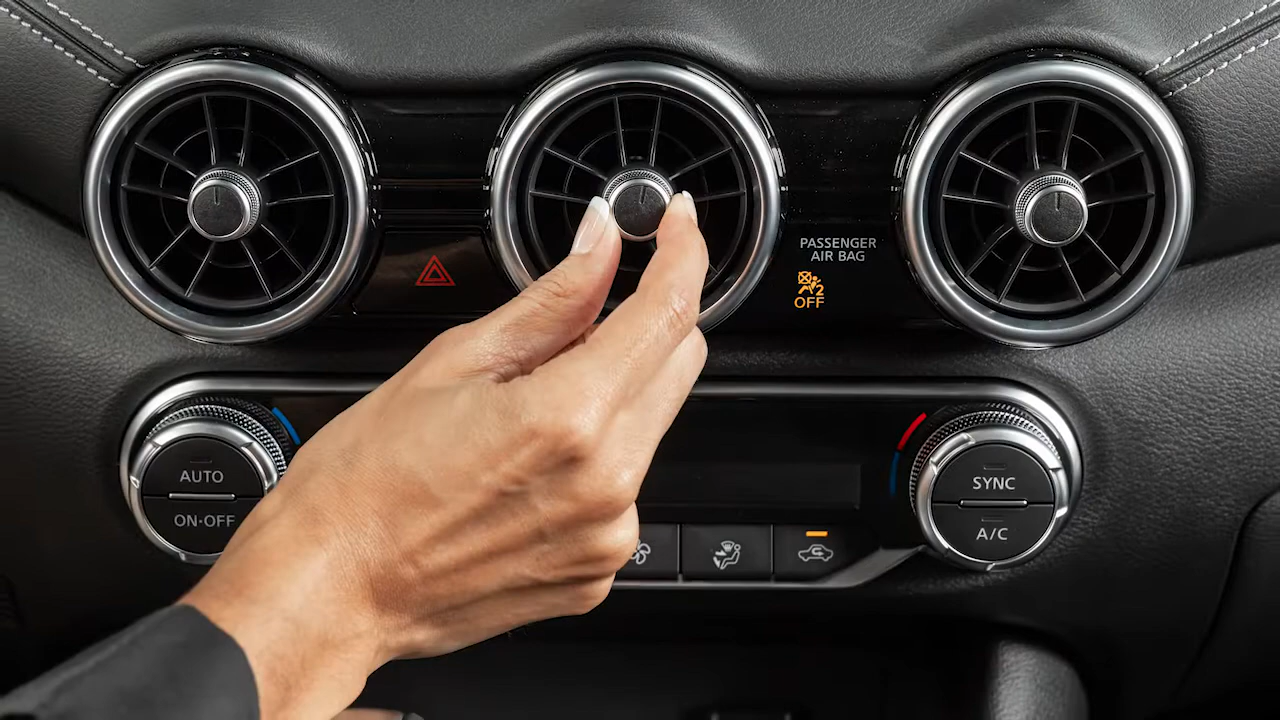 PASSENGER
AIR BAG
2
OFF
AUTO
ON·OFF
SYNC
A/C